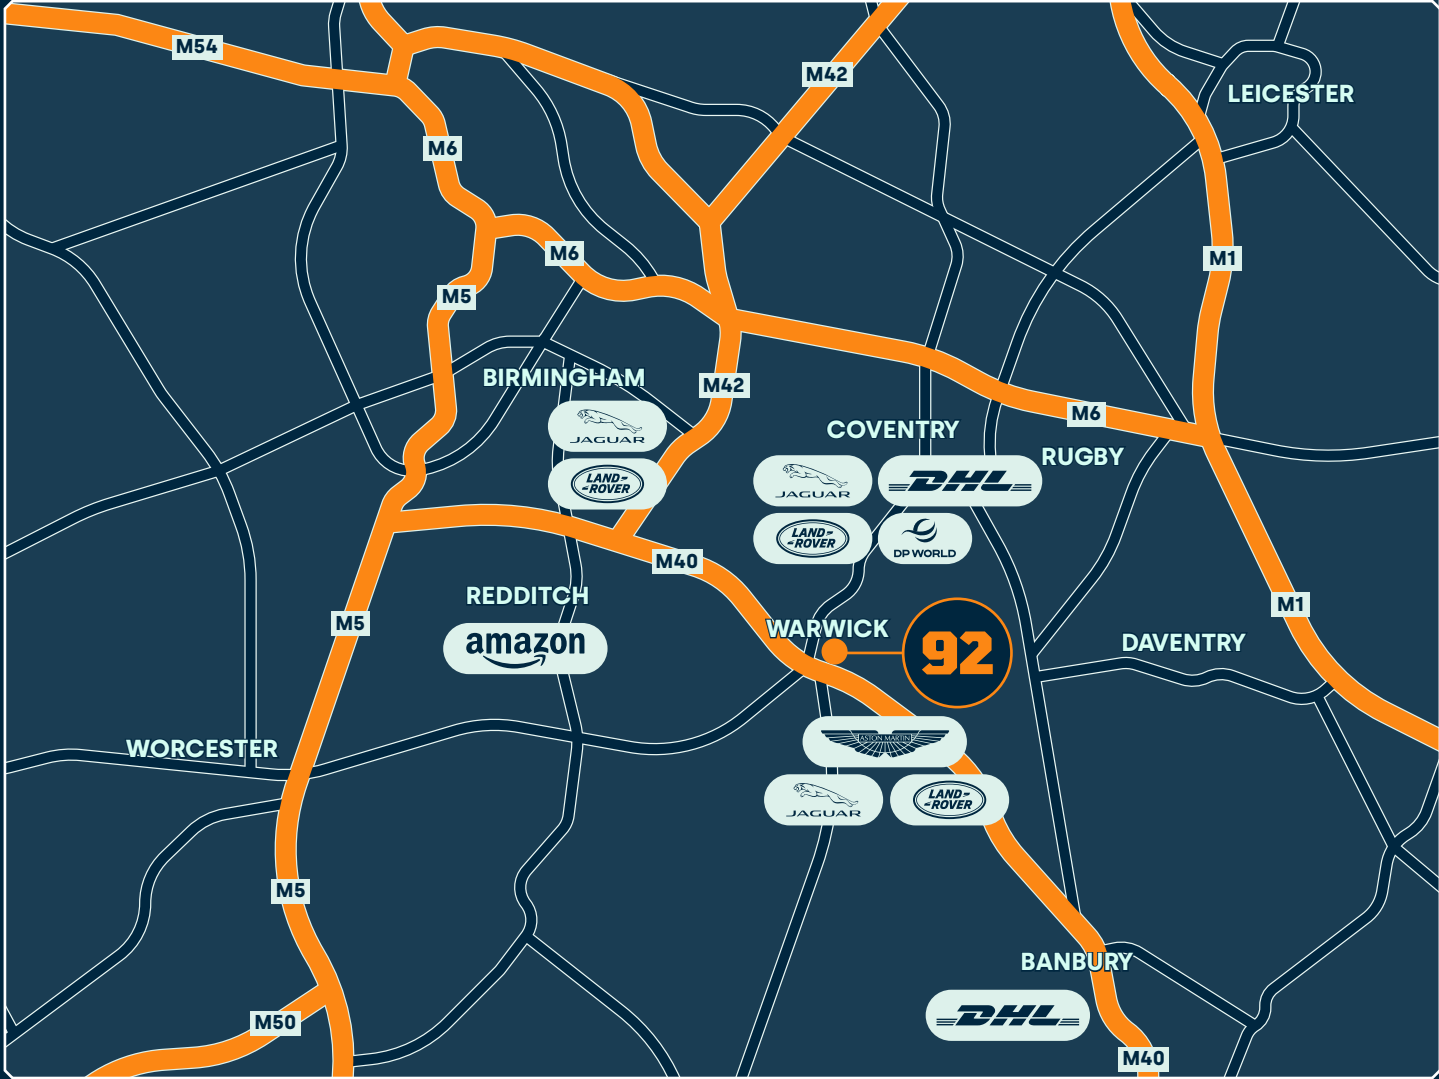 M54
M42
LEICESTER
M6
M6
M1
M5
BIRMINGHAM
M42
M6
JAGUAR
COVENTRY
RUGBY
LAND
ROVER
JAGUAR
DHL
LAND
ROVER
DP WORLD
M40
REDDITCH
amazon
M5
M1
WARWICK
92
DAVENTRY
WORCESTER
ASTON MARTIN
JAGUAR
LAND
ROVER
M5
BANBURY
M50
DHL
M40